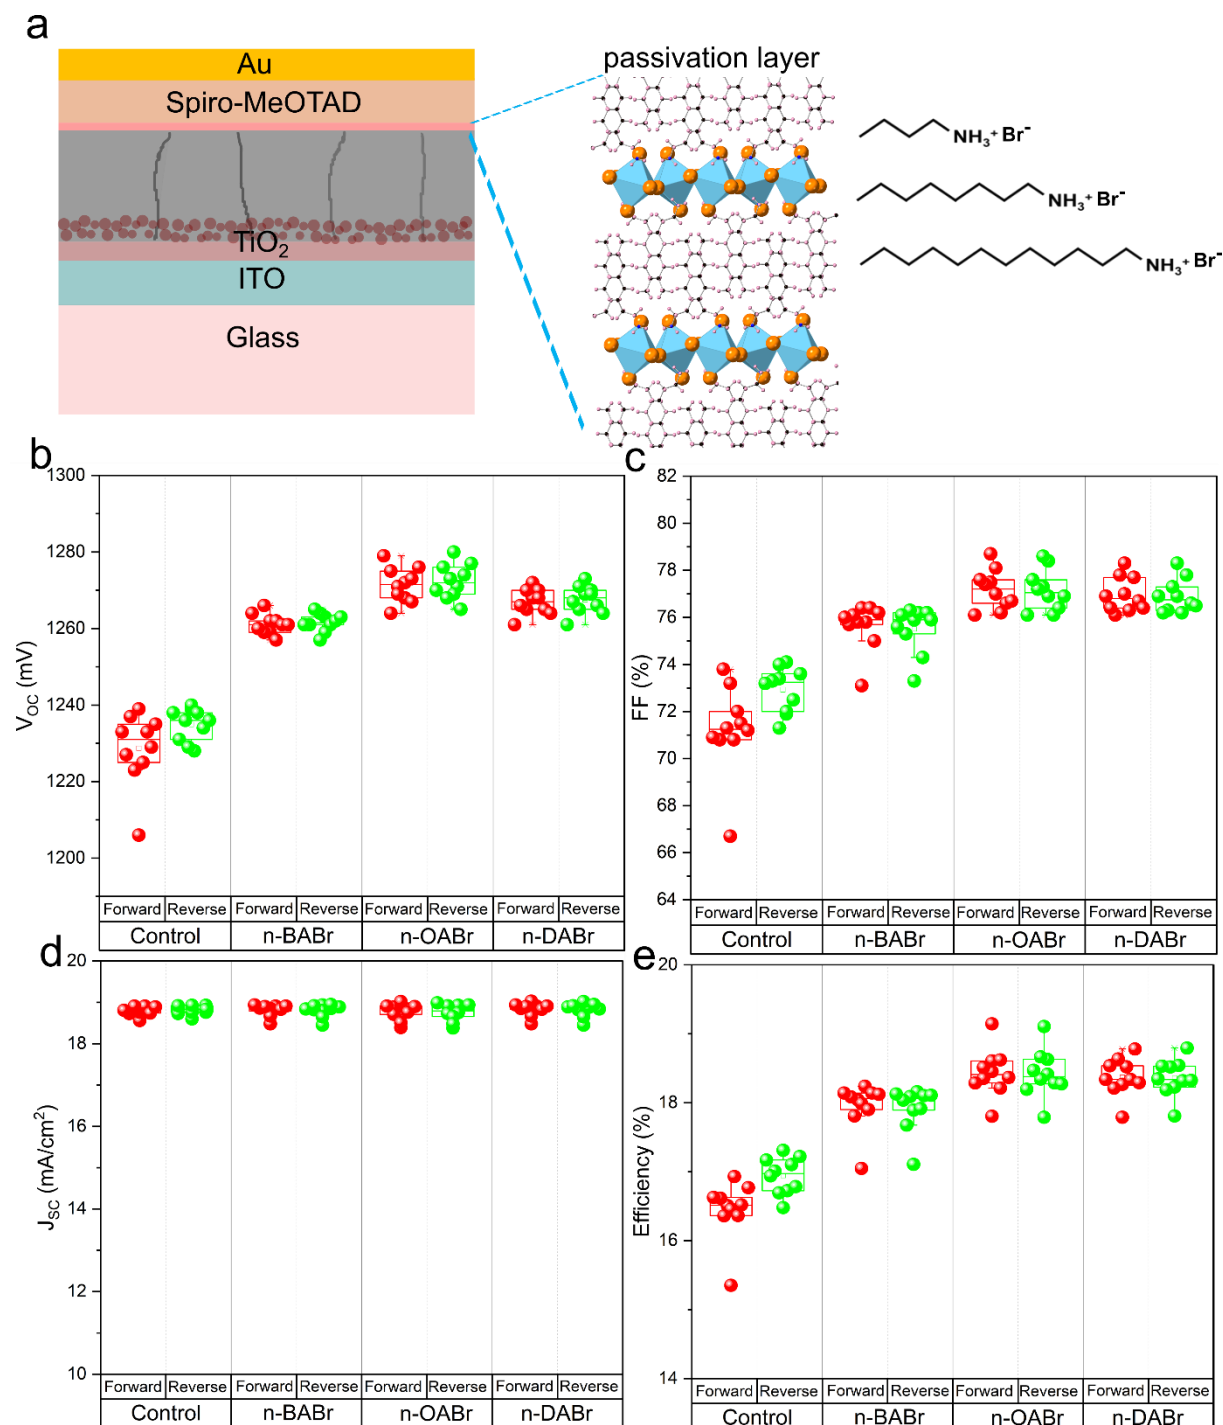 a
Au
Spiro-MeOTAD
TiO₂
ITO
Glass
passivation layer
NH₃⁺ Br⁻
NH₃⁺ Br⁻
NH₃⁺ Br⁻
b
1300
1280
1260
1240
1220
1200
V_OC (mV)
Forward Reverse Forward Reverse Forward Reverse Forward Reverse
Control n-BABr n-OABr n-DABr
c
82
80
78
76
74
72
70
68
66
64
FF (%)
Forward Reverse Forward Reverse Forward Reverse Forward Reverse
Control n-BABr n-OABr n-DABr
d
20
18
16
14
12
10
J_SC (mA/cm²)
Forward Reverse Forward Reverse Forward Reverse Forward Reverse
Control n-BABr n-OABr n-DABr
e
20
18
16
14
Efficiency (%)
Forward Reverse Forward Reverse Forward Reverse Forward Reverse
Control n-BABr n-OABr n-DABr